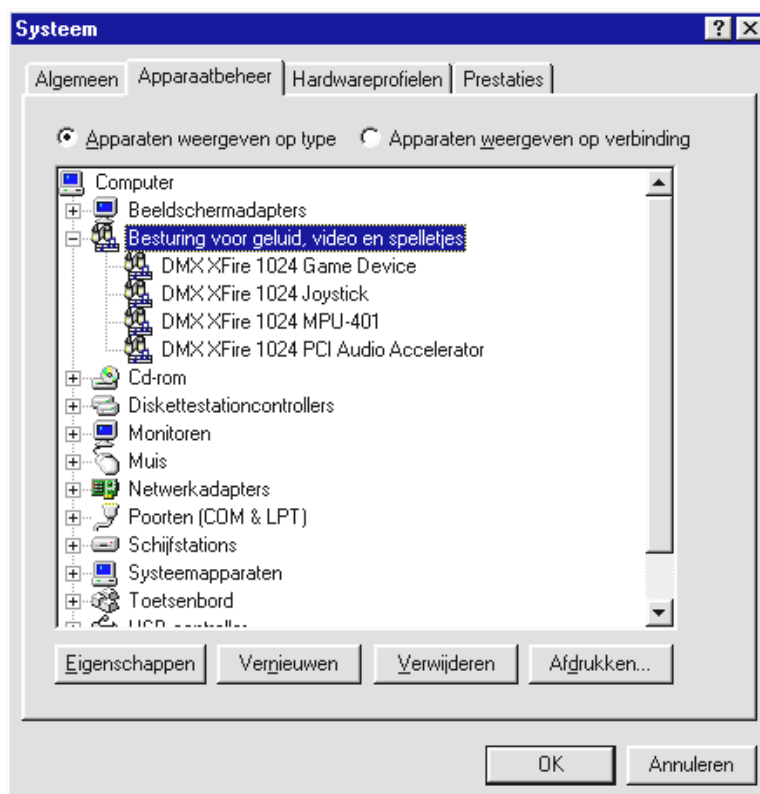 Systeem
Algemeen Apparaatbeheer Hardwareprofielen Prestaties
Apparaten weergeven op type Apparaten weergeven op verbinding
Computer
Beeldschermadapters
Besturing voor geluid, video en spelletjes
DMX XFire 1024 Game Device
DMX XFire 1024 Joystick
DMX XFire 1024 MPU-401
DMX XFire 1024 PCI Audio Accelerator
Cd-rom
Diskettestationcontrollers
Monitoren
Muis
Netwerkadapters
Poorten (COM & LPT)
Schijfstations
Systeemapparaten
Toetsenbord
USB-controller
Eigenschappen Vernieuwen Verwijderen Afdrukken...
OK Annuleren